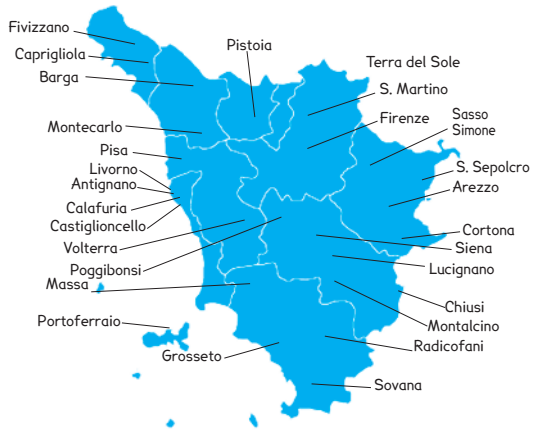 Fivizzano
Caprigliola
Barga
Pistoia
Terra del Sole
S. Martino
Firenze
Sasso
Simone
Montecarlo
Pisa
Livorno
Antignano
Calafuria
Castiglioncello
Volterra
Poggibonsi
Massa
Portoferraio
Grosseto
S. Sepolcro
Arezzo
Cortona
Siena
Lucignano
Chiusi
Montalcino
Radicofani
Sovana